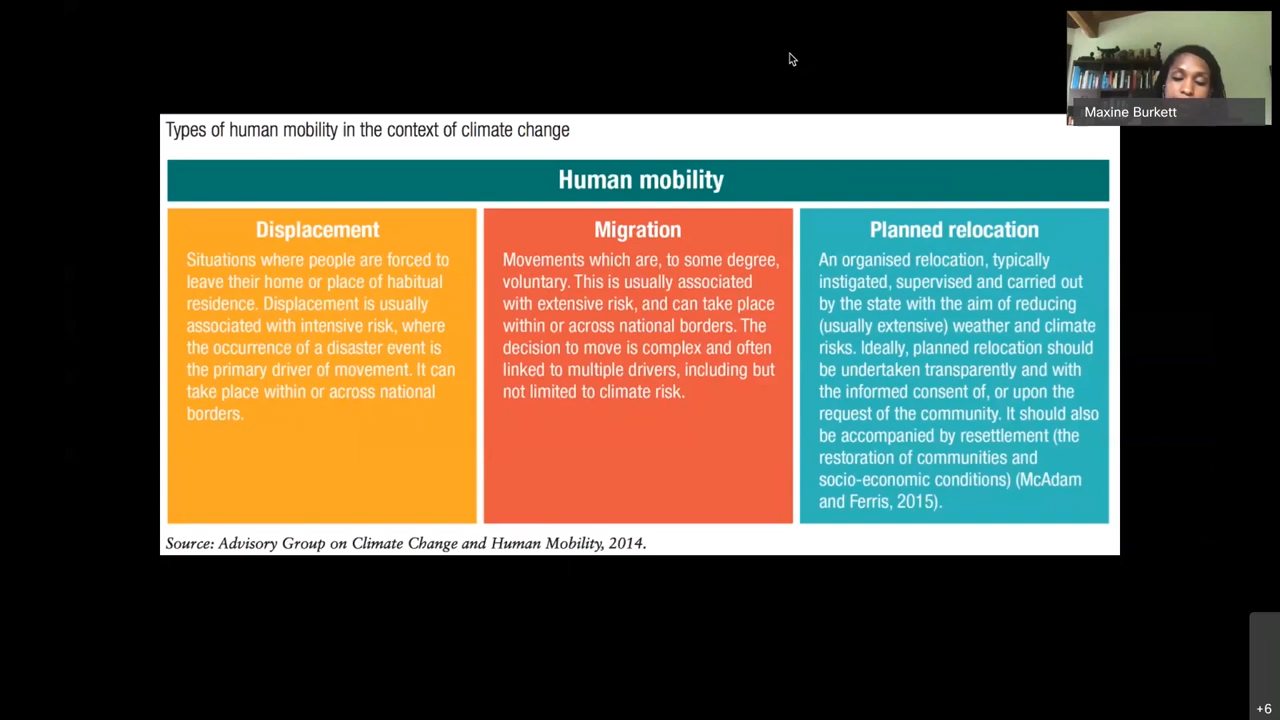 Maxine Burkett
Types of human mobility in the context of climate change
Human mobility
Displacement
Situations where people are forced to
leave their home or place of habitual
residence. Displacement is usually
associated with intensive risk, where
the occurrence of a disaster event is
the primary driver of movement. It can
take place within or across national
borders.
Migration
Movements which are, to some degree,
voluntary. This is usually associated
with extensive risk, and can take place
within or across national borders. The
decision to move is complex and often
linked to multiple drivers, including but
not limited to climate risk.
Planned relocation
An organised relocation, typically
instigated, supervised and carried out
by the state with the aim of reducing
(usually extensive) weather and climate
risks. Ideally, planned relocation should
be undertaken transparently and with
the informed consent of, or upon the
request of the community. It should also
be accompanied by resettlement (the
restoration of communities and
socio-economic conditions) (McAdam
and Ferris, 2015).
Source: Advisory Group on Climate Change and Human Mobility, 2014.
+6